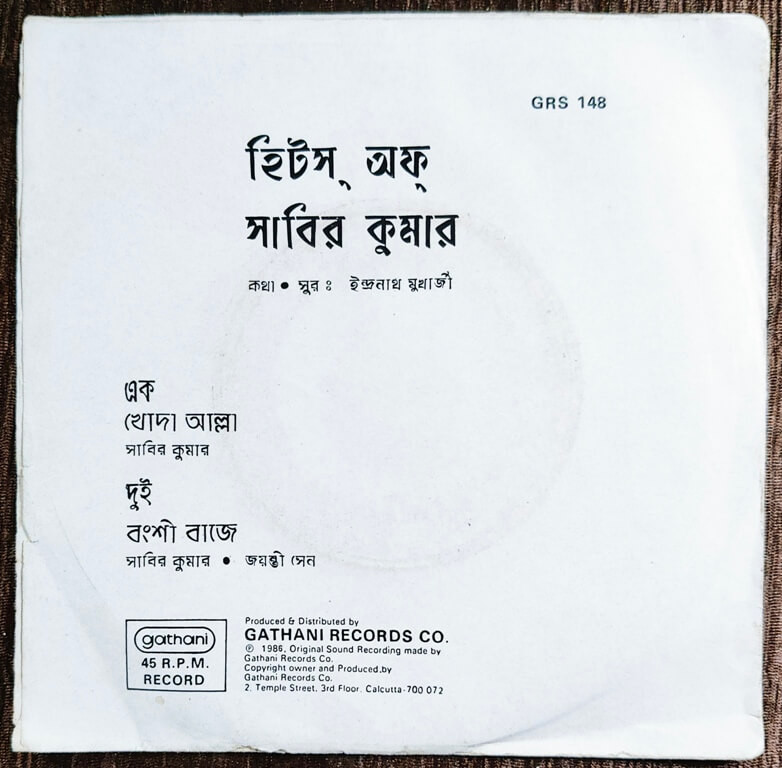 GRS 148
হিটস্ অফ্
সাবির কুমার
কথা ● সুর ঃ ইন্দ্রনাথ মুখার্জী
এক
খোদা আল্লা
সাবির কুমার
দুই
বংশী বাজে
সাবির কুমার ● জয়ন্তী সেন
gathani
45 R.P.M.
RECORD
Produced & Distributed by
GATHANI RECORDS CO.
℗ 1986, Original Sound Recording made by
Gathani Records Co.
Copyright owner and Produced,by
Gathani Records Co.
2. Temple Street. 3rd Floor. Calcutta-700 072